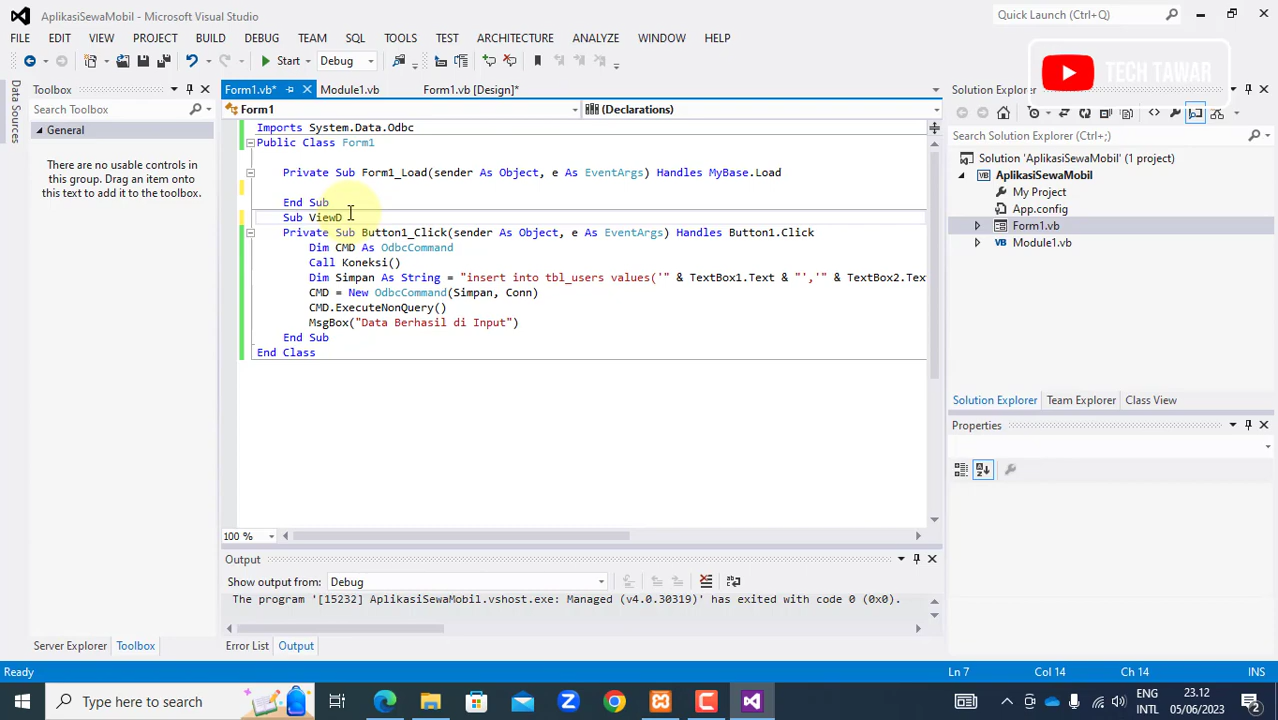 AplikasiSewaMobil - Microsoft Visual Studio
Quick Launch (Ctrl+Q)
FILE EDIT VIEW PROJECT BUILD DEBUG TEAM SQL TOOLS TEST ARCHITECTURE ANALYZE WINDOW HELP
Start Debug
TECH TAWAR
Data Sources
Toolbox
Search Toolbox
General
There are no usable controls in
this group. Drag an item onto
this text to add it to the toolbox.
Server Explorer Toolbox
Form1.vb* Module1.vb Form1.vb [Design]*
Form1 (Declarations)
Imports System.Data.Odbc
Public Class Form1
Private Sub Form1_Load(sender As Object, e As EventArgs) Handles MyBase.Load
End Sub
Sub ViewD
Private Sub Button1_Click(sender As Object, e As EventArgs) Handles Button1.Click
Dim CMD As OdbcCommand
Call Koneksi()
Dim Simpan As String = "insert into tbl_users values('" & TextBox1.Text & "','" & TextBox2.Tex
CMD = New OdbcCommand(Simpan, Conn)
CMD.ExecuteNonQuery()
MsgBox("Data Berhasil di Input")
End Sub
End Class
100 %
Output
Show output from: Debug
The program '[15232] AplikasiSewaMobil.vshost.exe: Managed (v4.0.30319)' has exited with code 0 (0x0).
Error List Output
Solution Explorer
Search Solution Explorer (Ctrl+;)
Solution 'AplikasiSewaMobil' (1 project)
AplikasiSewaMobil
My Project
App.config
Form1.vb
Module1.vb
Solution Explorer Team Explorer Class View
Properties
Ready Ln 7 Col 14 Ch 14 INS
Type here to search
ENG
INTL
23.12
05/06/2023
2